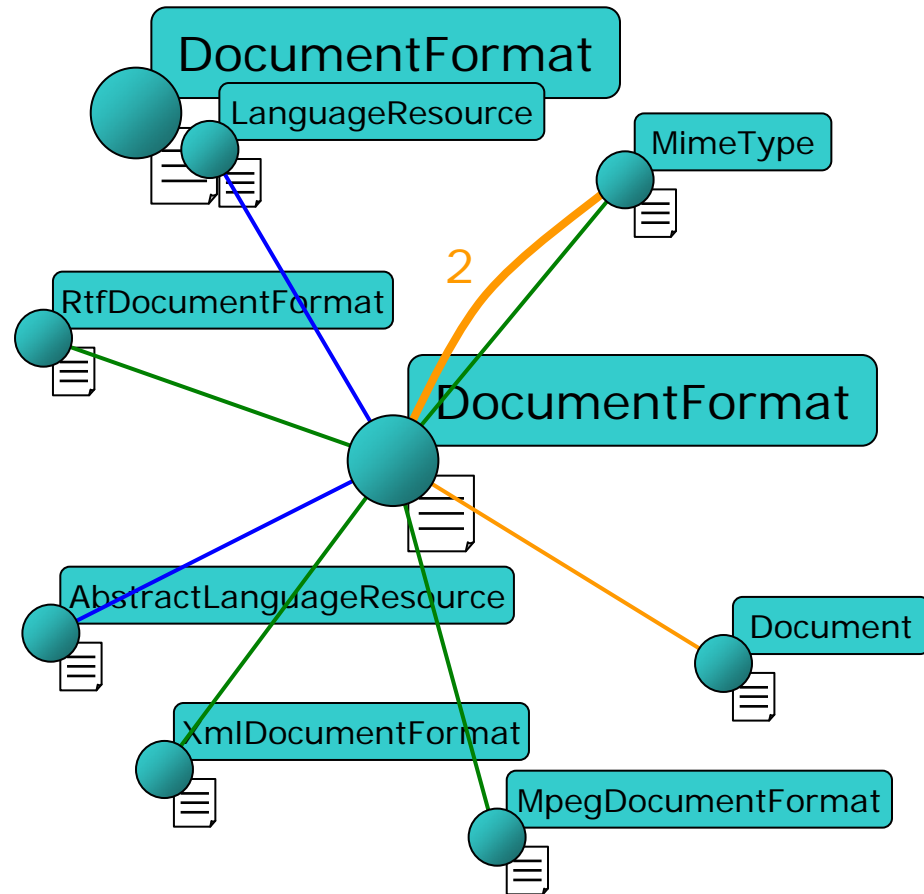 DocumentFormat
LanguageResource
MimeType
2
RtfDocumentFormat
DocumentFormat
AbstractLanguageResource
Document
XmlDocumentFormat
MpegDocumentFormat